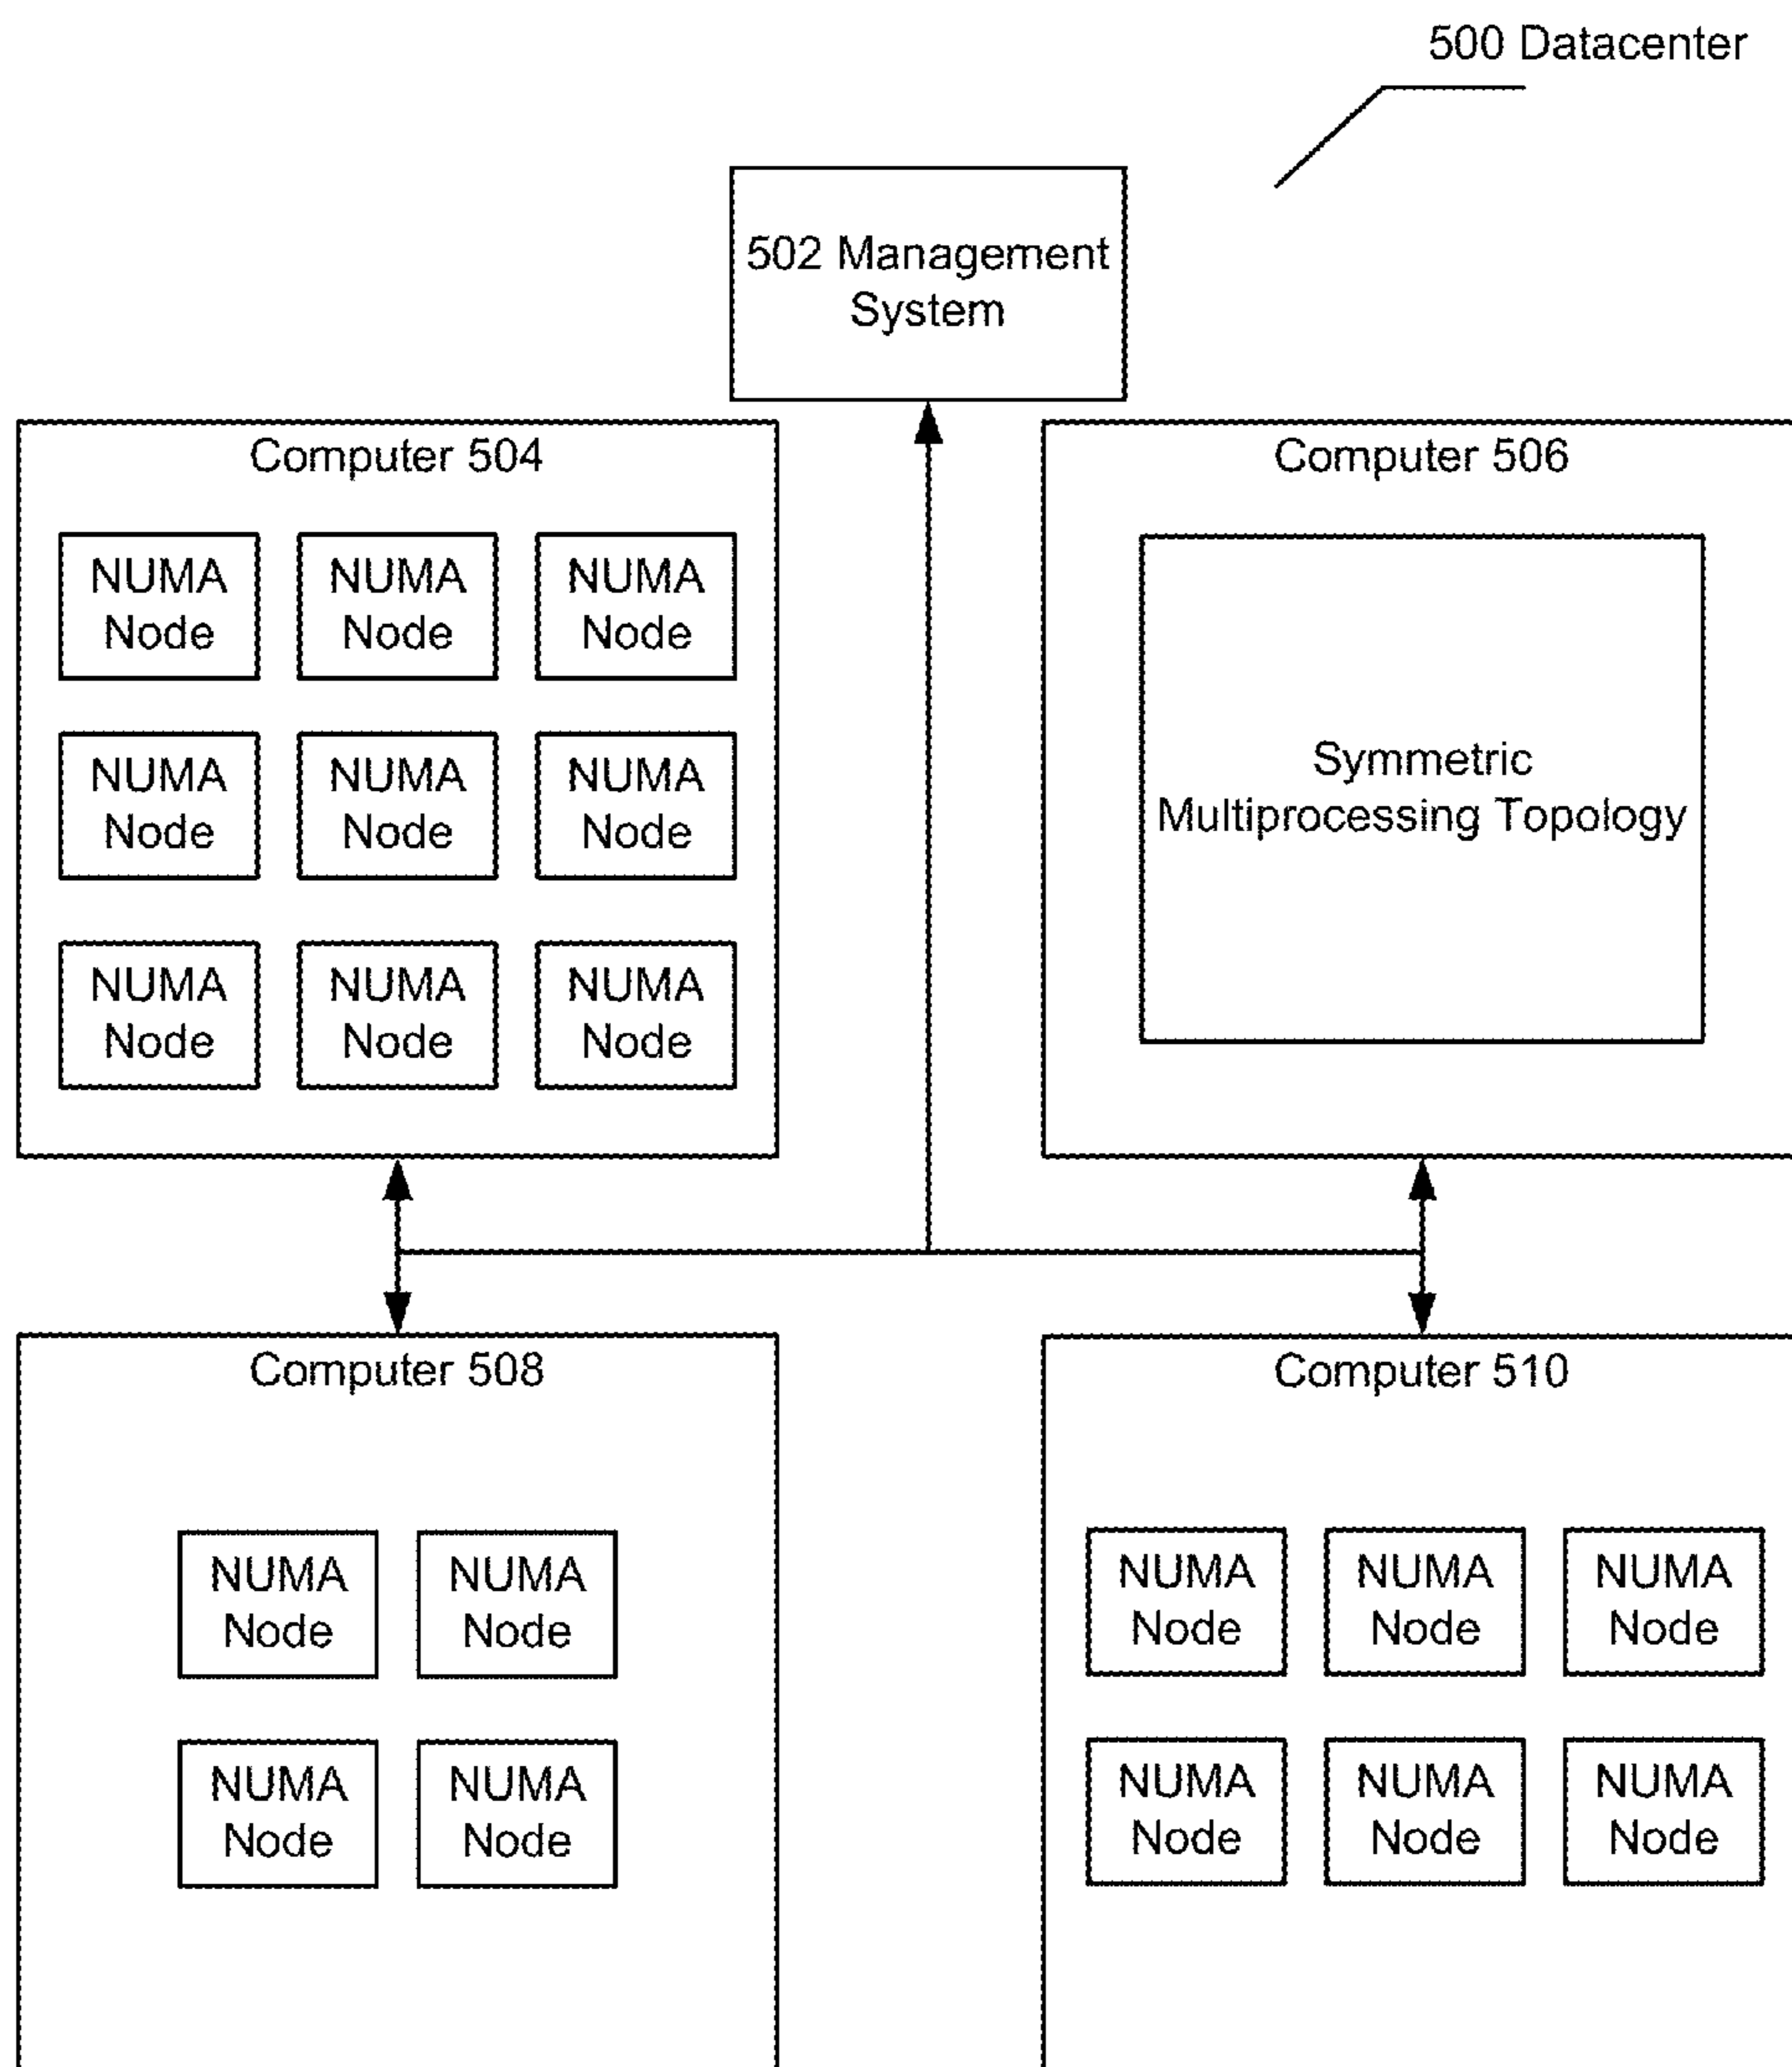 500 Datacenter
502 Management
System
Computer 504
NUMA
Node
NUMA
Node
NUMA
Node
NUMA
Node
NUMA
Node
NUMA
Node
NUMA
Node
NUMA
Node
NUMA
Node
Computer 506
Symmetric
Multiprocessing Topology
Computer 508
NUMA
Node
NUMA
Node
NUMA
Node
NUMA
Node
Computer 510
NUMA
Node
NUMA
Node
NUMA
Node
NUMA
Node
NUMA
Node
NUMA
Node